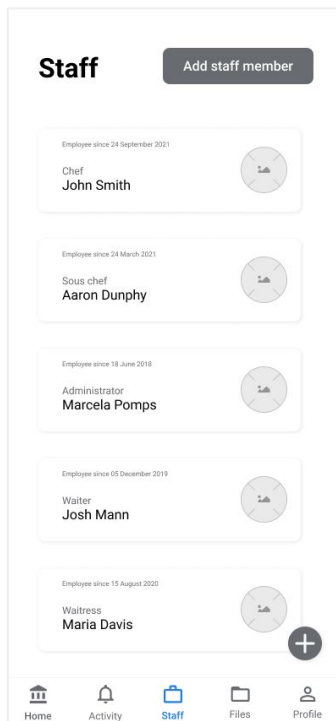 Staff
Add staff member
Employee since 24 September 2021
Chef
John Smith
Employee since 24 March 2021
Sous chef
Aaron Dunphy
Employee since 18 June 2018
Administrator
Marcela Pomps
Employee since 05 December 2019
Waiter
Josh Mann
Employee since 15 August 2020
Waitress
Maria Davis
Home Activity Staff Files Profile